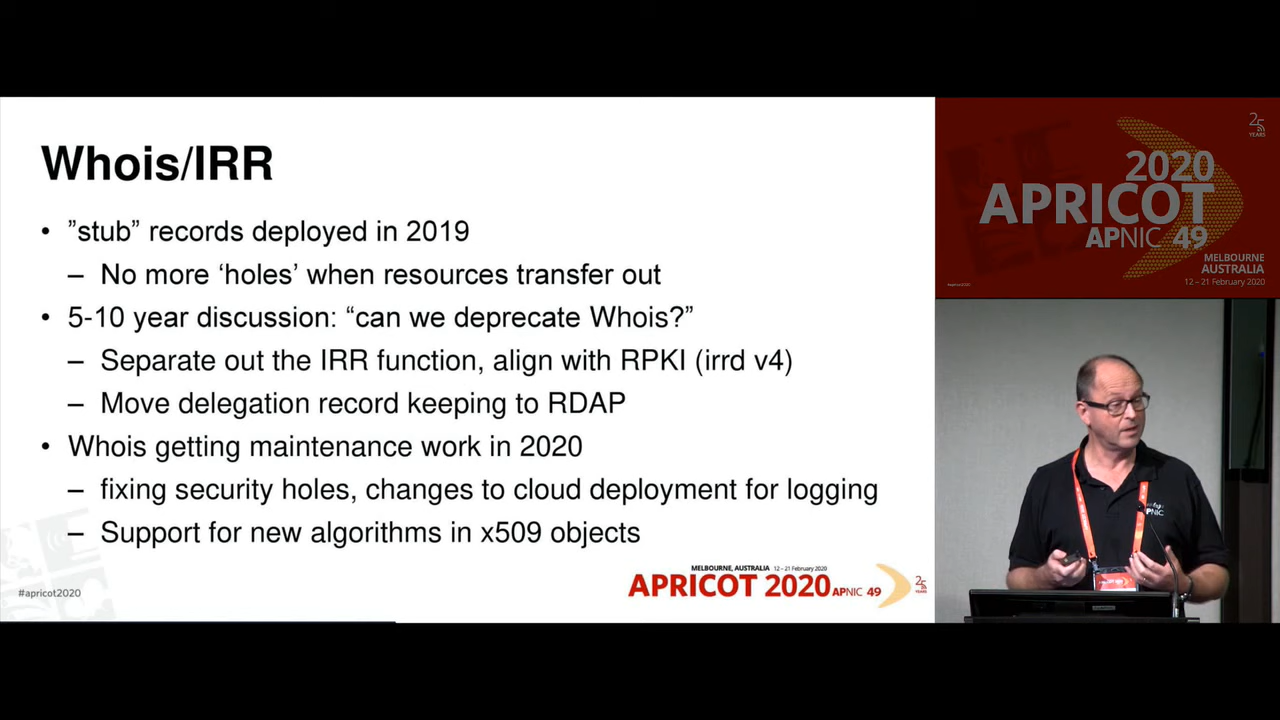 Whois/IRR
• ”stub” records deployed in 2019
– No more ‘holes’ when resources transfer out
• 5-10 year discussion: “can we deprecate Whois?”
– Separate out the IRR function, align with RPKI (irrd v4)
– Move delegation record keeping to RDAP
• Whois getting maintenance work in 2020
– fixing security holes, changes to cloud deployment for logging
– Support for new algorithms in x509 objects
#apricot2020
MELBOURNE, AUSTRALIA 12 – 21 February 2020
APRICOT 2020 APNIC 49
25
YEARS
25
YEARS
2020
APRICOT
APNIC 49
MELBOURNE
AUSTRALIA
12 – 21 February 2020
#apricot2020
APNIC